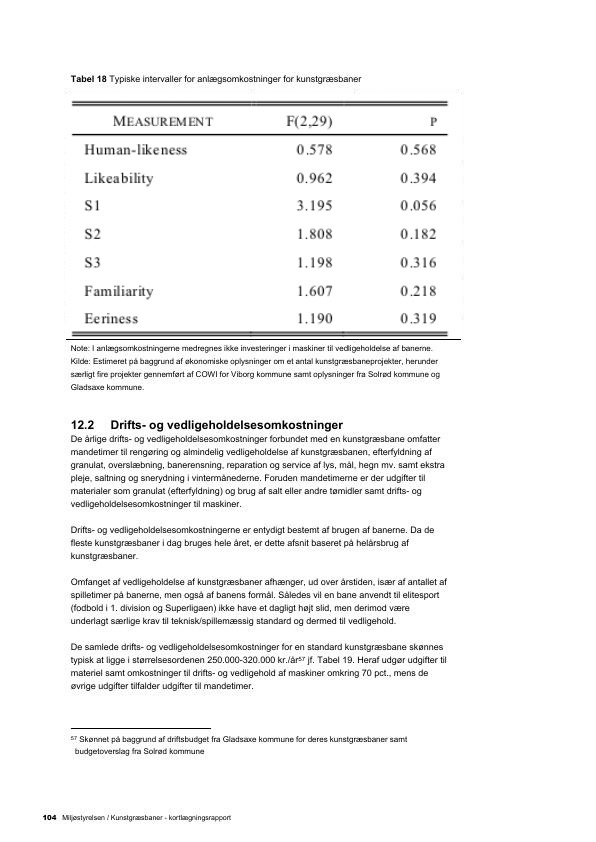 Tabel 18 Typiske intervaller for anlægsomkostninger for kunstgræsbaner
MEASUREMENT F(2,29) P
Human-likeness 0.578 0.568
Likeability 0.962 0.394
S1 3.195 0.056
S2 1.808 0.182
S3 1.198 0.316
Familiarity 1.607 0.218
Eeriness 1.190 0.319
Note: I anlægsomkostningerne medregnes ikke investeringer i maskiner til vedligeholdelse af banerne.
Kilde: Estimeret på baggrund af økonomiske oplysninger om et antal kunstgræsbaneprojekter, herunder
særligt fire projekter gennemført af COWI for Viborg kommune samt oplysninger fra Solrød kommune og
Gladsaxe kommune.
12.2 Drifts- og vedligeholdelsesomkostninger
De årlige drifts- og vedligeholdelsesomkostninger forbundet med en kunstgræsbane omfatter
mandetimer til rengøring og almindelig vedligeholdelse af kunstgræsbanen, efterfyldning af
granulat, overslæbning, banerensning, reparation og service af lys, mål, hegn mv. samt ekstra
pleje, saltning og snerydning i vintermånederne. Foruden mandetimerne er der udgifter til
materialer som granulat (efterfyldning) og brug af salt eller andre tømidler samt drifts- og
vedligeholdelsesomkostninger til maskiner.
Drifts- og vedligeholdelsesomkostningerne er entydigt bestemt af brugen af banerne. Da de
fleste kunstgræsbaner i dag bruges hele året, er dette afsnit baseret på helårsbrug af
kunstgræsbaner.
Omfanget af vedligeholdelse af kunstgræsbaner afhænger, ud over årstiden, især af antallet af
spilletimer på banerne, men også af banens formål. Således vil en bane anvendt til elitesport
(fodbold i 1. division og Superligaen) ikke have et dagligt højt slid, men derimod være
underlagt særlige krav til teknisk/spillemæssig standard og dermed til vedligehold.
De samlede drifts- og vedligeholdelsesomkostninger for en standard kunstgræsbane skønnes
typisk at ligge i størrelsesordenen 250.000-320.000 kr./år⁵⁷ jf. Tabel 19. Heraf udgør udgifter til
materiel samt omkostninger til drifts- og vedligehold af maskiner omkring 70 pct., mens de
øvrige udgifter tilfalder udgifter til mandetimer.
⁵⁷ Skønnet på baggrund af driftsbudget fra Gladsaxe kommune for deres kunstgræsbaner samt
budgetoverslag fra Solrød kommune
104 Miljøstyrelsen / Kunstgræsbaner - kortlægningsrapport